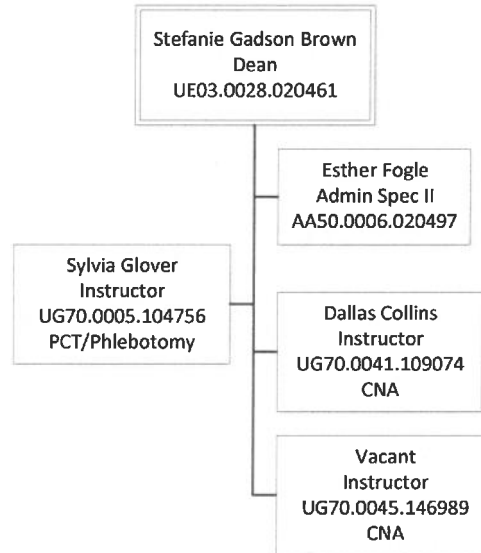 Stefanie Gadson Brown
Dean
UE03.0028.020461
Esther Fogle
Admin Spec II
AA50.0006.020497
Sylvia Glover
Instructor
UG70.0005.104756
PCT/Phlebotomy
Dallas Collins
Instructor
UG70.0041.109074
CNA
Vacant
Instructor
UG70.0045.146989
CNA